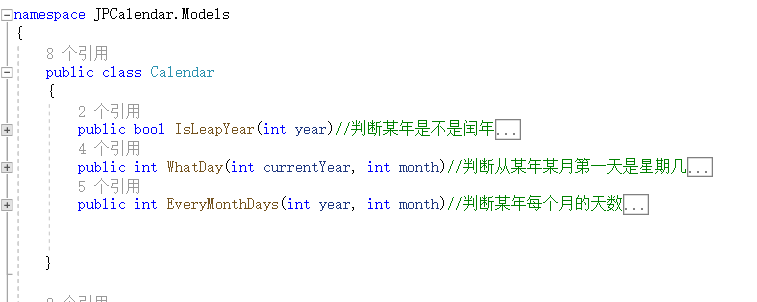 namespace JPCalendar.Models
{
8 个引用
public class Calendar
{
2 个引用
public bool IsLeapYear(int year)//判断某年是不是闰年...
4 个引用
public int WhatDay(int currentYear, int month)//判断从某年某月第一天是星期几...
5 个引用
public int EveryMonthDays(int year, int month)//判断某年每个月的天数...
}